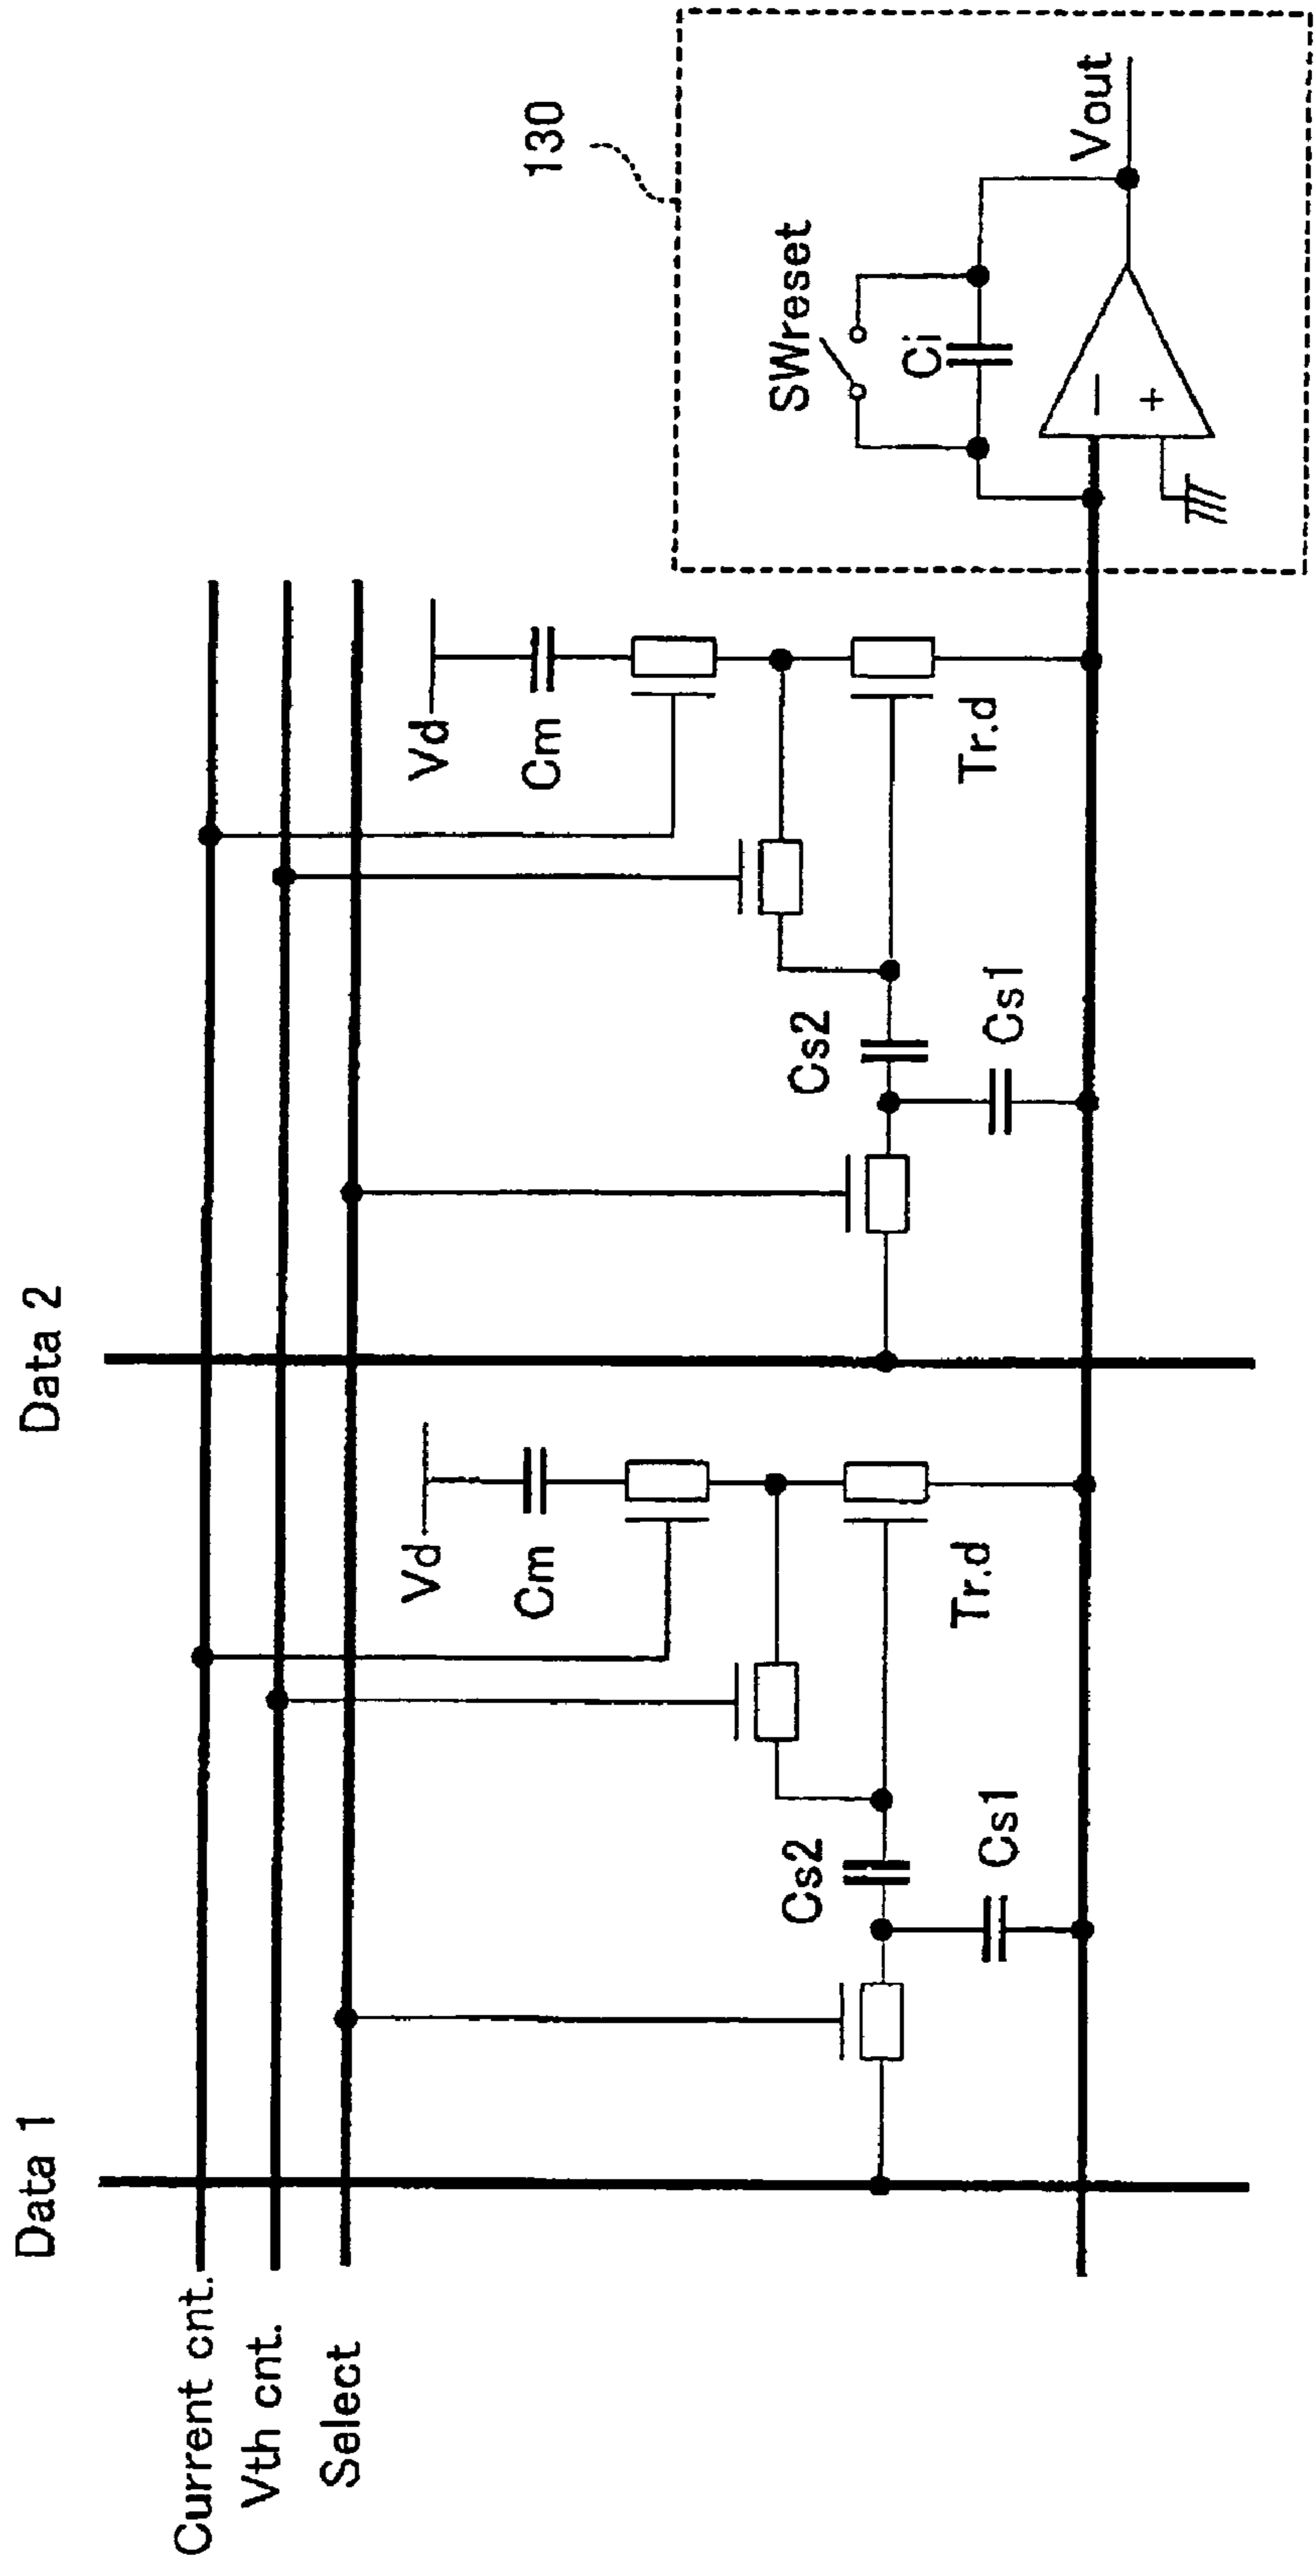 Data 1
Data 2
Current cnt.
Vth cnt.
Select
Vd
Cm
Cs2
Cs1
Tr.d
Vd
Cm
Cs2
Cs1
Tr.d
130
SWreset
Ci
Vout
−
+